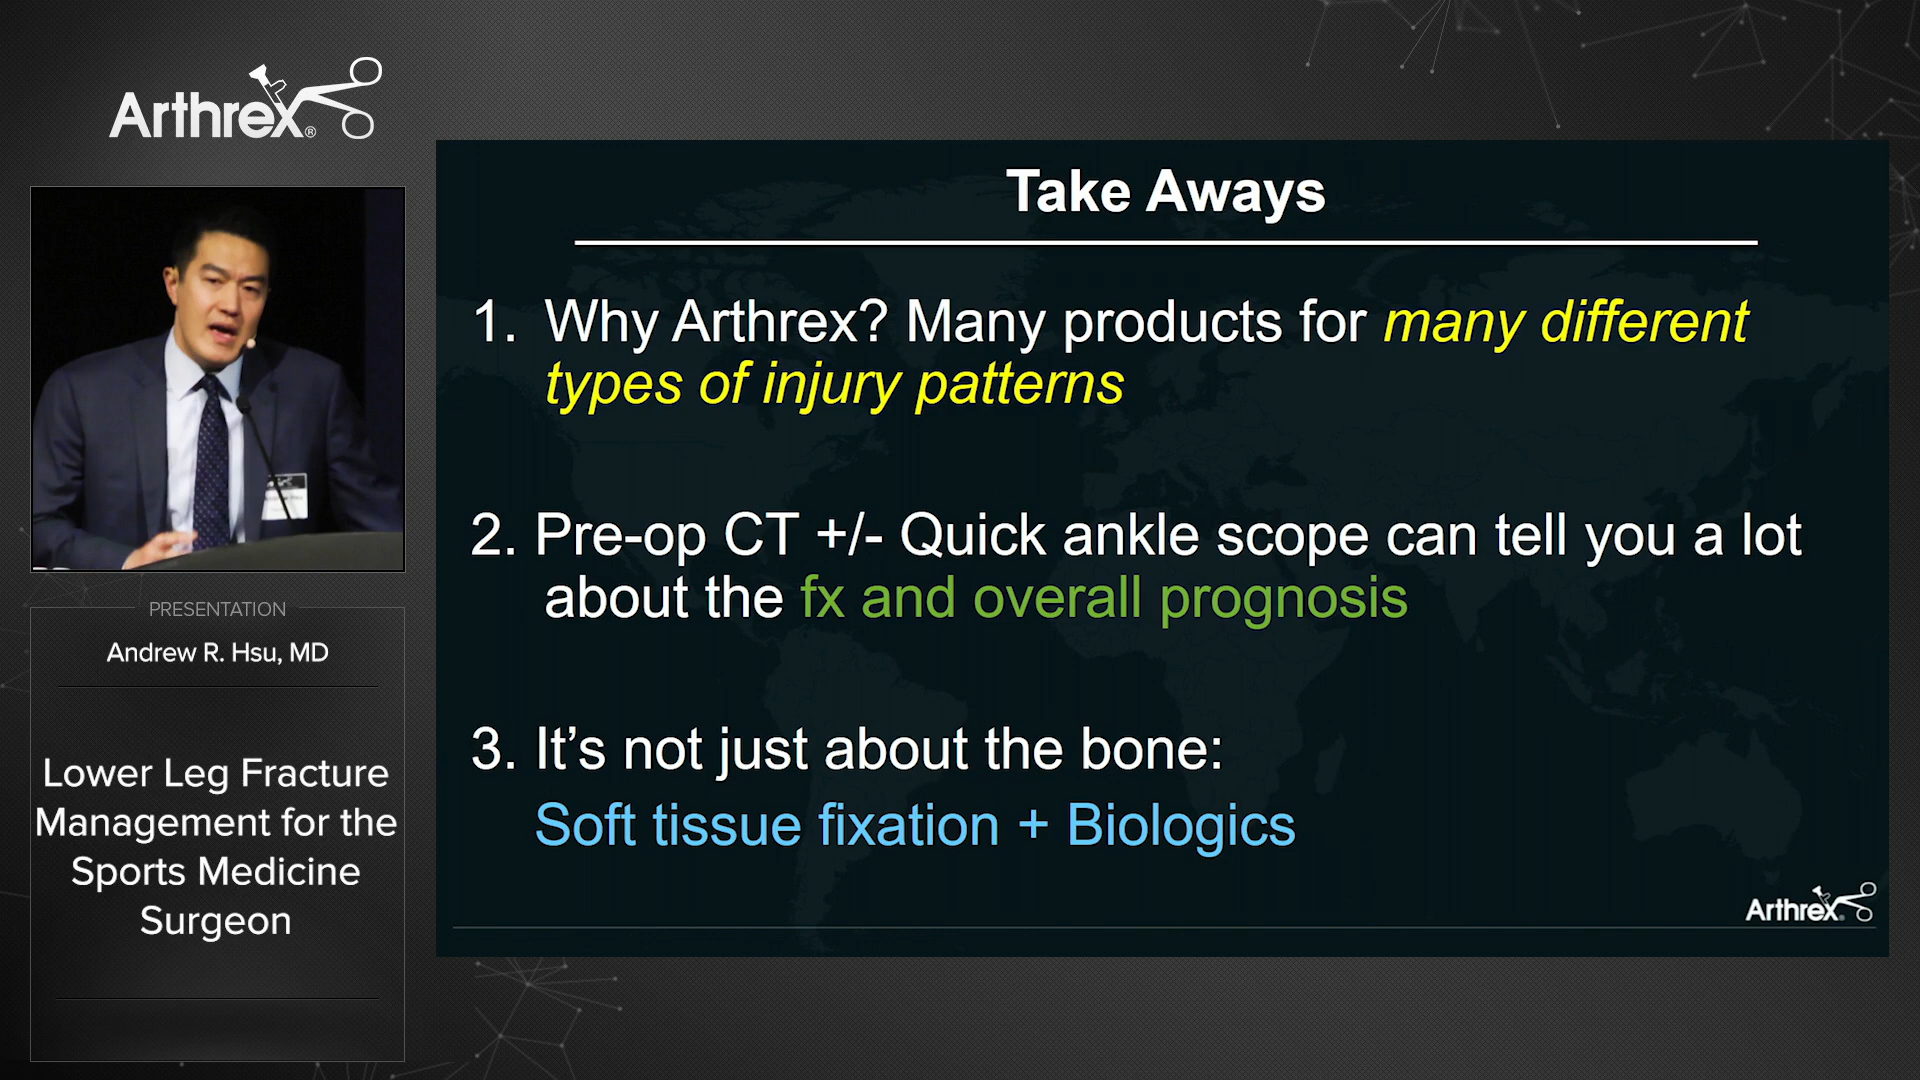 Arthrex®
PRESENTATION
Andrew R. Hsu, MD
Lower Leg Fracture
Management for the
Sports Medicine
Surgeon
Take Aways
1. Why Arthrex? Many products for many different
types of injury patterns
2. Pre-op CT +/- Quick ankle scope can tell you a lot
about the fx and overall prognosis
3. It’s not just about the bone:
Soft tissue fixation + Biologics
Arthrex